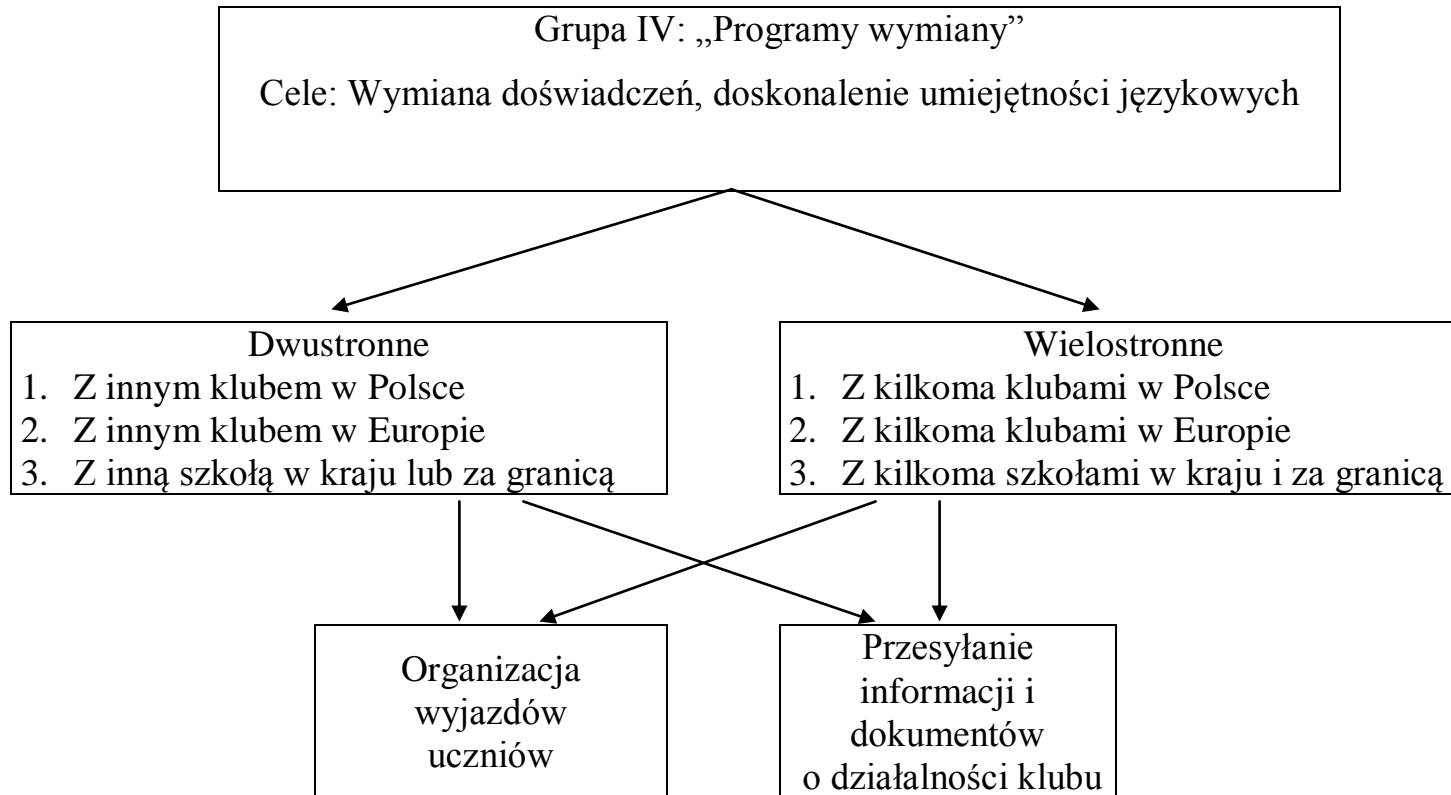 Grupa IV: „Programy wymiany”
Cele: Wymiana doświadczeń, doskonalenie umiejętności językowych
Dwustronne
1. Z innym klubem w Polsce
2. Z innym klubem w Europie
3. Z inną szkołą w kraju lub za granicą
Wielostronne
1. Z kilkoma klubami w Polsce
2. Z kilkoma klubami w Europie
3. Z kilkoma szkołami w kraju i za granicą
Organizacja
wyjazdów
uczniów
Przesyłanie
informacji i
dokumentów
o działalności klubu